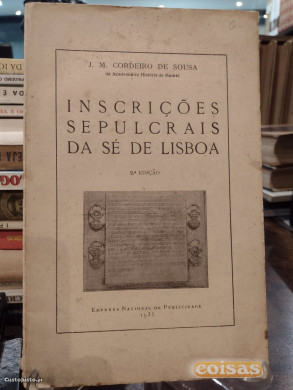 J. M. CORDEIRO DE SOUSA
INSCRIÇÕES
SEPULCRAIS
DA SÉ DE LISBOA
2ª EDIÇÃO
EMPRESA NACIONAL DE PUBLICIDADE
coisas